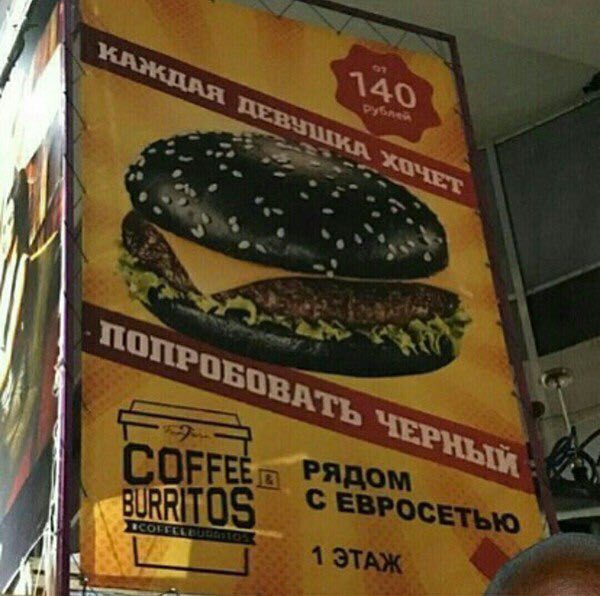 от
140
рублей
КАЖДАЯ ДЕВУШКА ХОЧЕТ
ПОПРОБОВАТЬ ЧЕРНЫЙ
COFFEE &
BURRITOS
#COFFEEBURRITOS
РЯДОМ
С ЕВРОСЕТЬЮ
1 ЭТАЖ